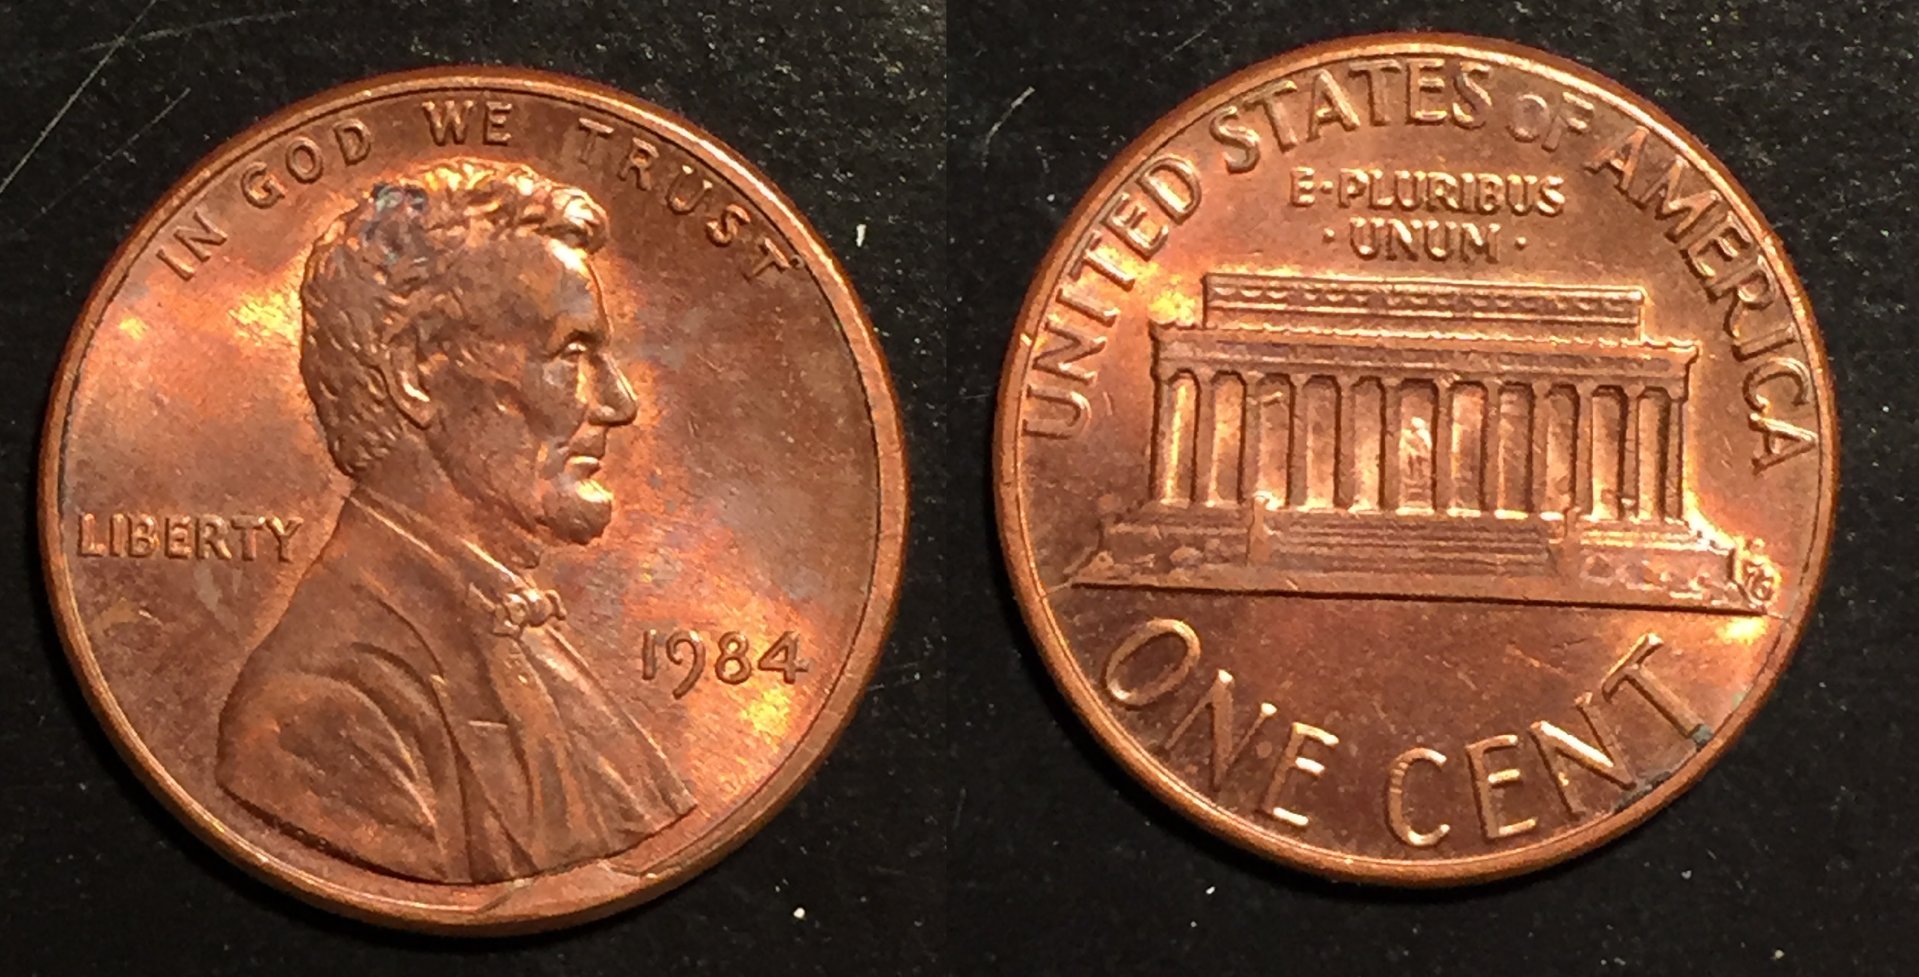 IN GOD WE TRUST
LIBERTY
1984
UNITED STATES OF AMERICA
E·PLURIBUS
·UNUM·
ONE CENT